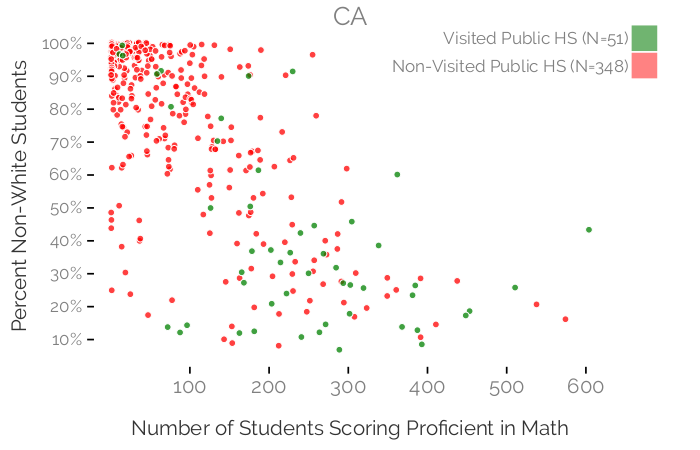 CA
Visited Public HS (N=51)
Non-Visited Public HS (N=348)
Percent Non-White Students
100%
90%
80%
70%
60%
50%
40%
30%
20%
10%
100 200 300 400 500 600
Number of Students Scoring Proficient in Math